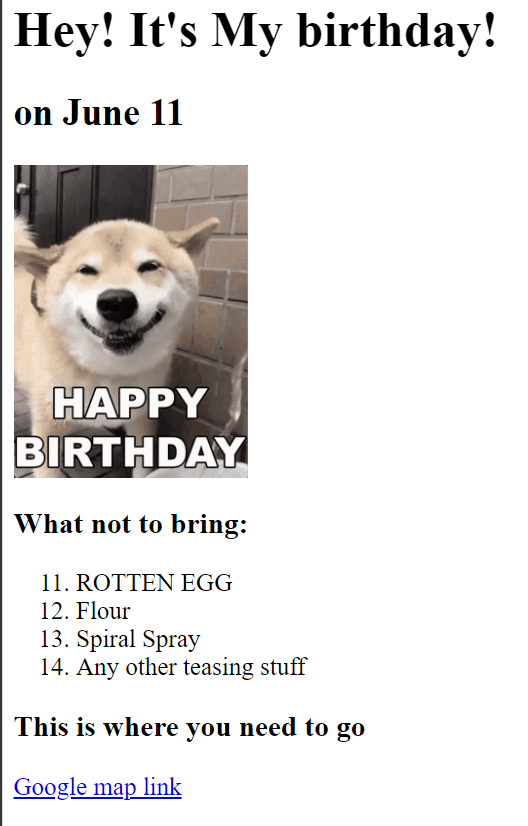 Hey! It's My birthday!
on June 11
HAPPY
BIRTHDAY
What not to bring:
11. ROTTEN EGG
12. Flour
13. Spiral Spray
14. Any other teasing stuff
This is where you need to go
Google map link